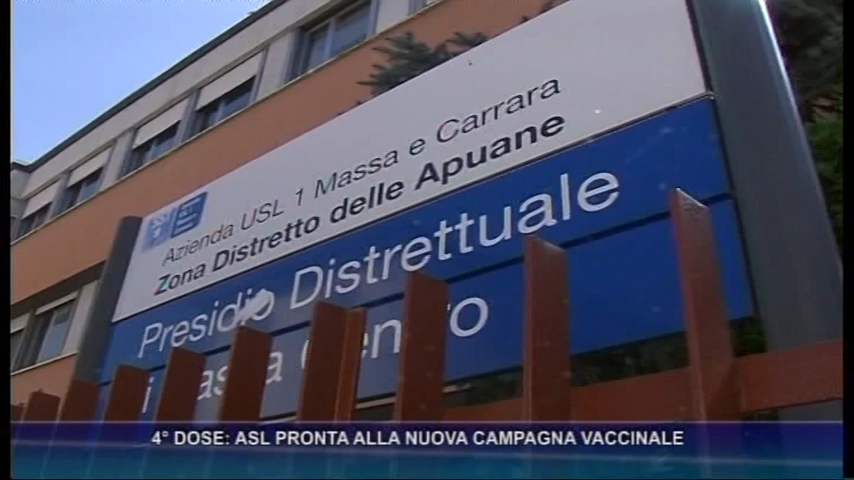 Azienda USL 1 Massa e Carrara
Zona Distretto delle Apuane
Presidio Distrettuale
4° DOSE: ASL PRONTA ALLA NUOVA CAMPAGNA VACCINALE